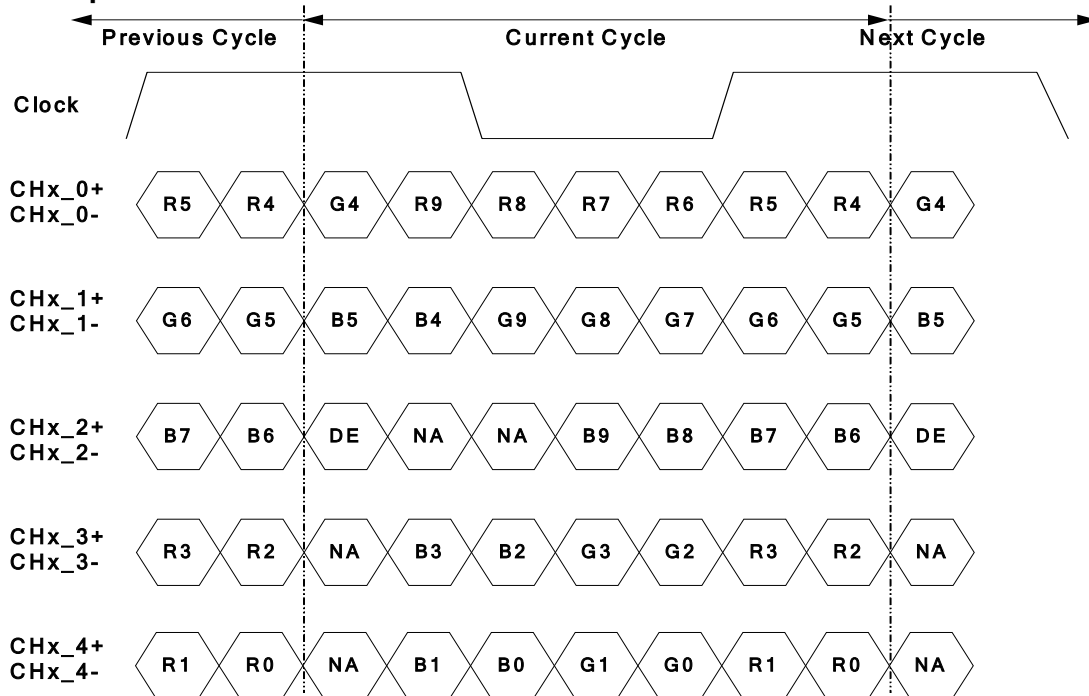 Previous Cycle Current Cycle Next Cycle
Clock
CHx_0+
CHx_0-
R5 R4 G4 R9 R8 R7 R6 R5 R4 G4
CHx_1+
CHx_1-
G6 G5 B5 B4 G9 G8 G7 G6 G5 B5
CHx_2+
CHx_2-
B7 B6 DE NA NA B9 B8 B7 B6 DE
CHx_3+
CHx_3-
R3 R2 NA B3 B2 G3 G2 R3 R2 NA
CHx_4+
CHx_4-
R1 R0 NA B1 B0 G1 G0 R1 R0 NA